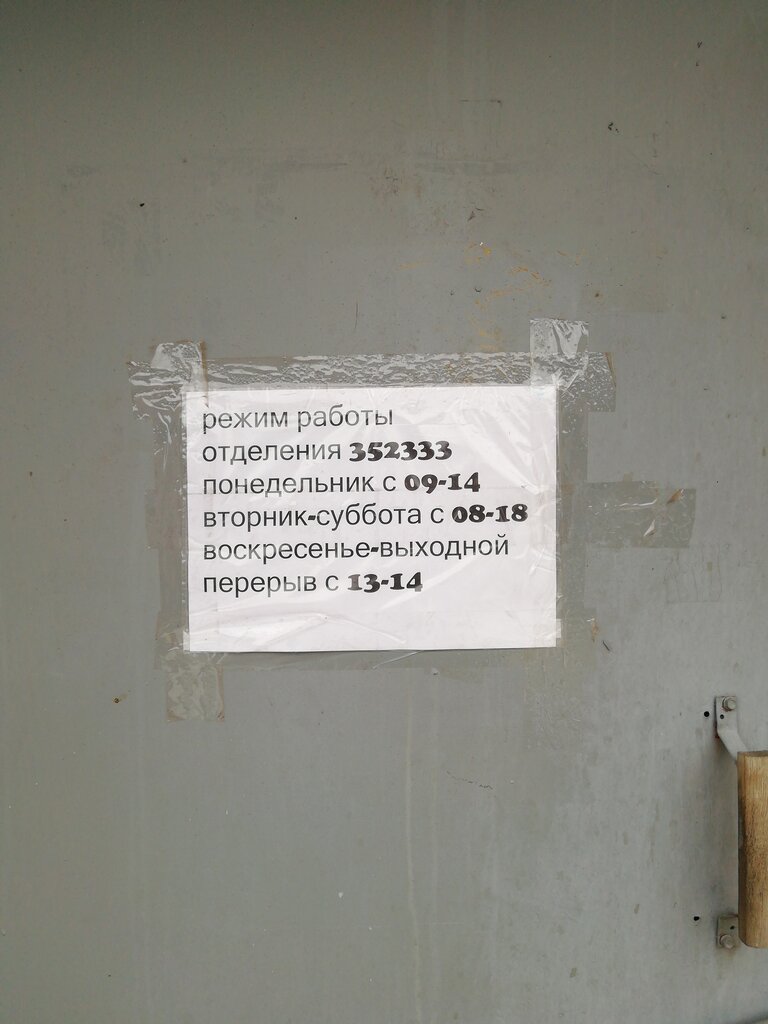 режим работы
отделения 352333
понедельник с 09-14
вторник-суббота с 08-18
воскресенье-выходной
перерыв с 13-14